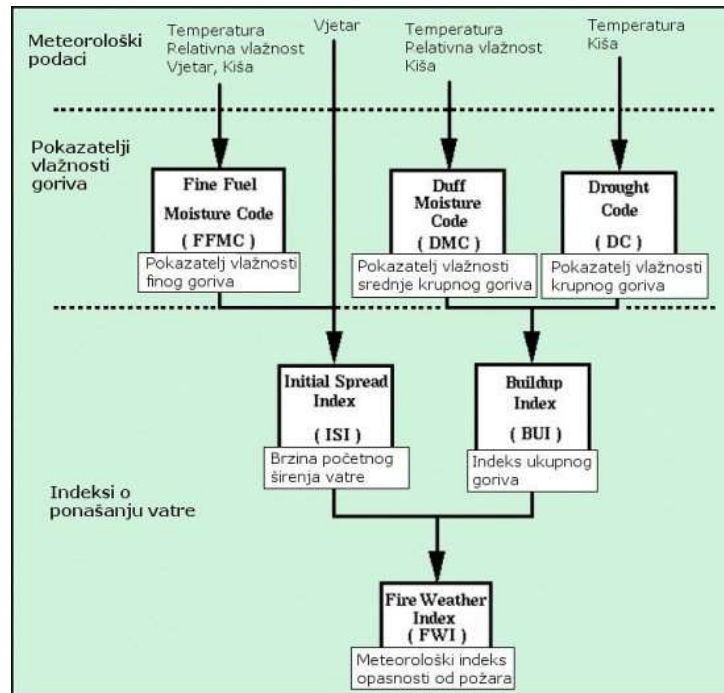 Meteorološki
podaci
Temperatura
Relativna vlažnost
Vjetar, Kiša
Vjetar
Temperatura
Relativna vlažnost
Kiša
Temperatura
Kiša
Pokazatelji
vlažnosti
goriva
Fine Fuel
Moisture Code
( FFMC )
Pokazatelj vlažnosti
finog goriva
Duff
Moisture
Code
( DMC )
Pokazatelj vlažnosti
srednje krupnog goriva
Drought
Code
( DC )
Pokazatelj vlažnosti
krupnog goriva
Indeksi o
ponašanju vatre
Initial Spread
Index
( ISI )
Brzina početnog
širenja vatre
Buildup
Index
( BUI )
Indeks ukupnog
goriva
Fire Weather
Index
( FWI )
Meteorološki indeks
opasnosti od požara